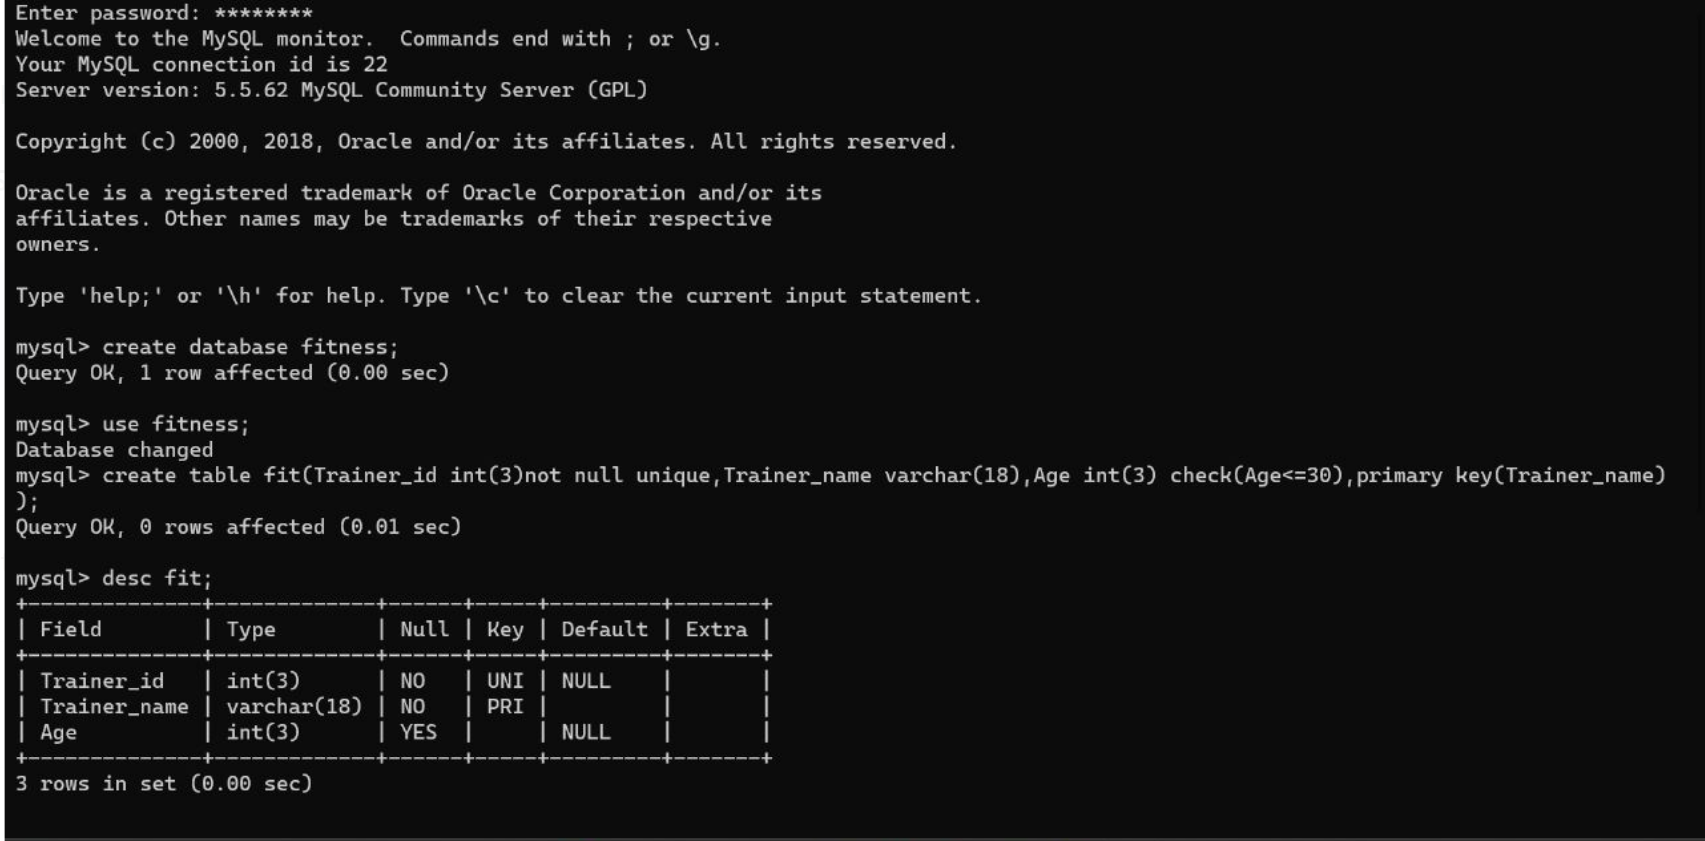 Enter password: ********
Welcome to the MySQL monitor.  Commands end with ; or \g.
Your MySQL connection id is 22
Server version: 5.5.62 MySQL Community Server (GPL)

Copyright (c) 2000, 2018, Oracle and/or its affiliates. All rights reserved.

Oracle is a registered trademark of Oracle Corporation and/or its
affiliates. Other names may be trademarks of their respective
owners.

Type 'help;' or '\h' for help. Type '\c' to clear the current input statement.

mysql> create database fitness;
Query OK, 1 row affected (0.00 sec)

mysql> use fitness;
Database changed
mysql> create table fit(Trainer_id int(3)not null unique,Trainer_name varchar(18),Age int(3) check(Age<=30),primary key(Trainer_name)
);
Query OK, 0 rows affected (0.01 sec)

mysql> desc fit;
+--------------+-------------+------+-----+---------+-------+
| Field        | Type        | Null | Key | Default | Extra |
+--------------+-------------+------+-----+---------+-------+
| Trainer_id   | int(3)      | NO   | UNI | NULL    |       |
| Trainer_name | varchar(18) | NO   | PRI |         |       |
| Age          | int(3)      | YES  |     | NULL    |       |
+--------------+-------------+------+-----+---------+-------+
3 rows in set (0.00 sec)